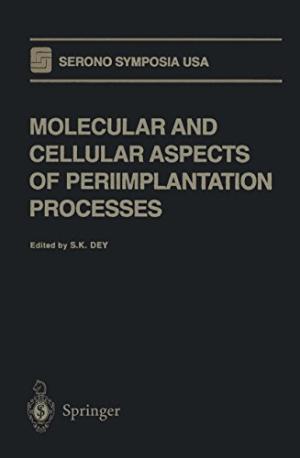 SERONO SYMPOSIA USA
MOLECULAR AND
CELLULAR ASPECTS
OF PERIIMPLANTATION
PROCESSES
Edited by S.K. DEY
Springer